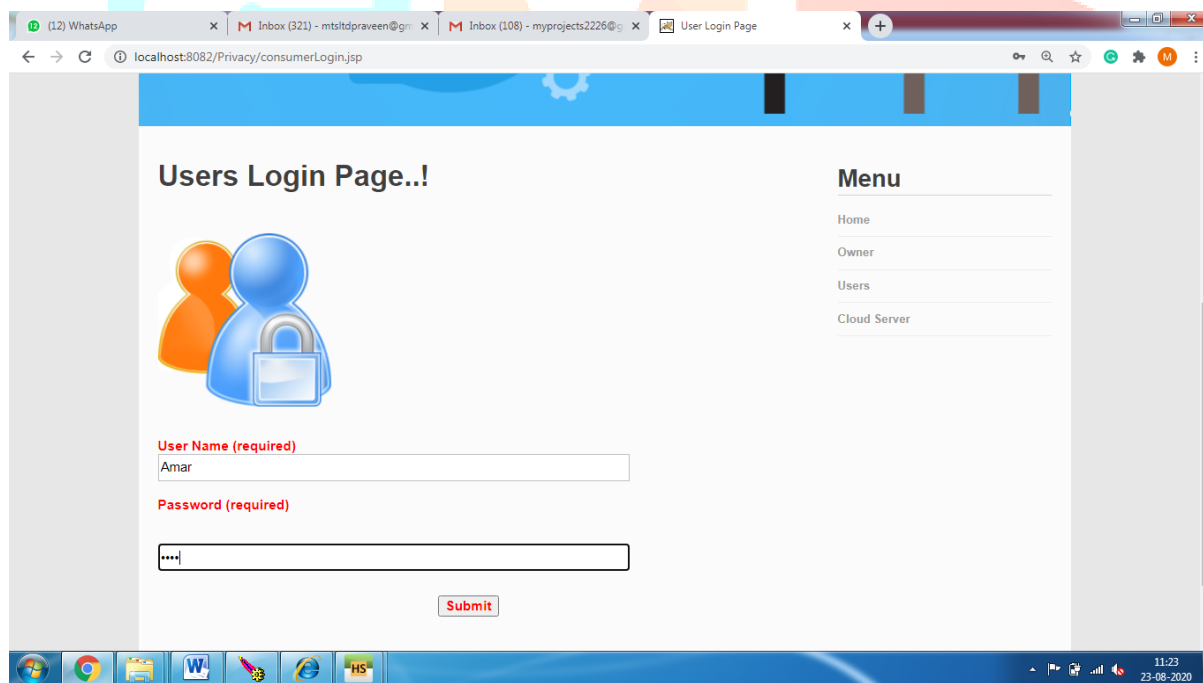 12 (12) WhatsApp
Inbox (321) - mtsltdpraveen@gm
Inbox (108) - myprojects2226@g
User Login Page
localhost:8082/Privacy/consumerLogin.jsp
M
Users Login Page..!
Menu
Home
Owner
Users
Cloud Server
User Name (required)
Amar
Password (required)
••••
Submit
HS
11:23
23-08-2020